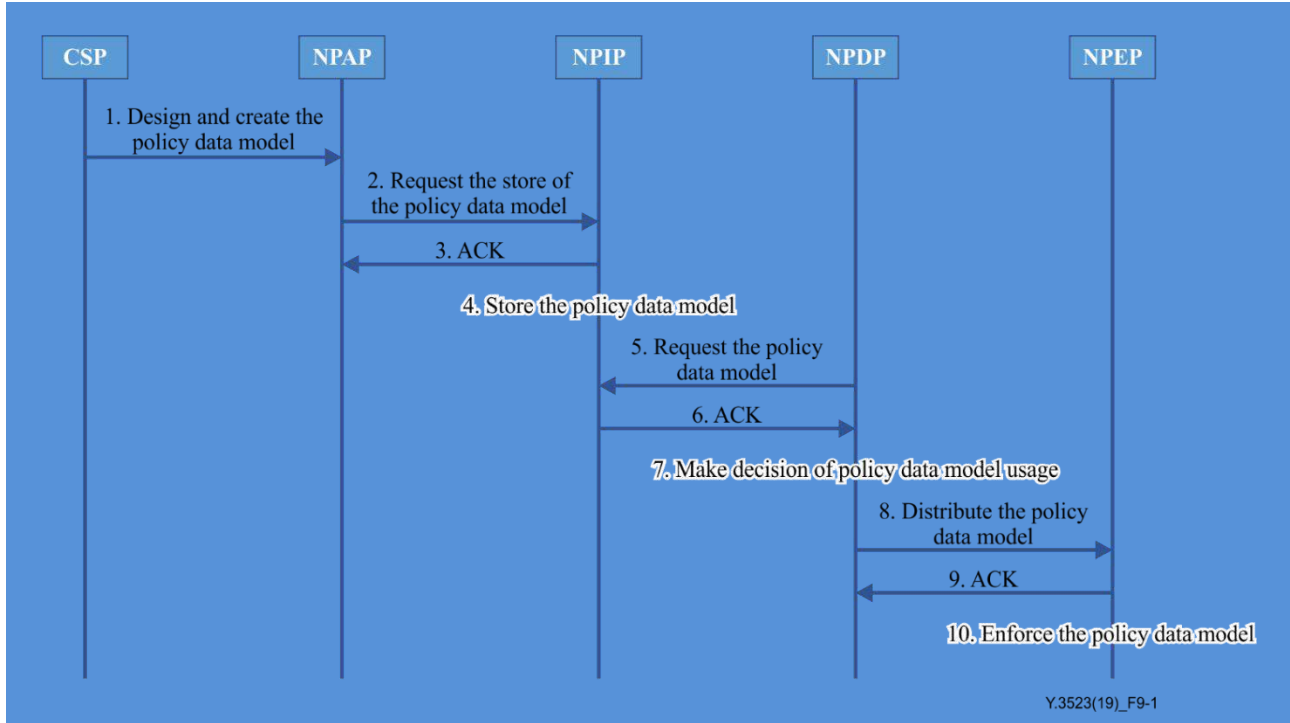 CSP NPAP NPIP NPDP NPEP
1. Design and create the
policy data model
2. Request the store of
the policy data model
3. ACK
4. Store the policy data model
5. Request the policy
data model
6. ACK
7. Make decision of policy data model usage
8. Distribute the policy
data model
9. ACK
10. Enforce the policy data model
Y.3523(19)_F9-1